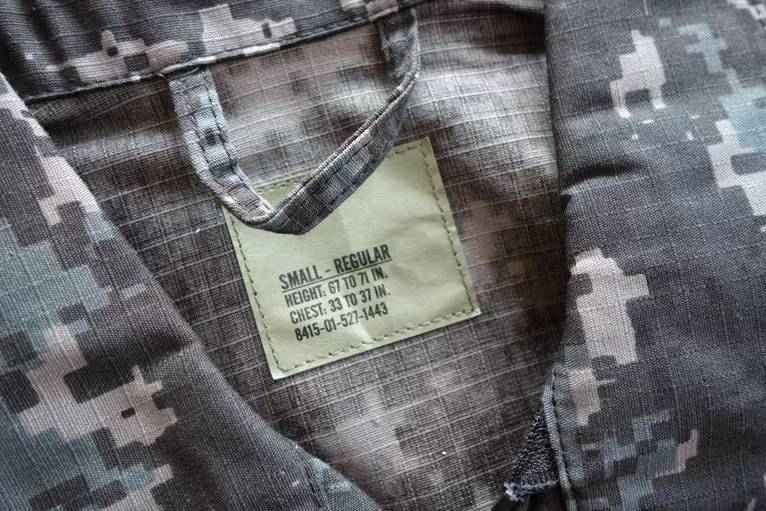 SMALL - REGULAR
HEIGHT: 67 TO 71 IN.
CHEST: 33 TO 37 IN.
8415-01-527-1443